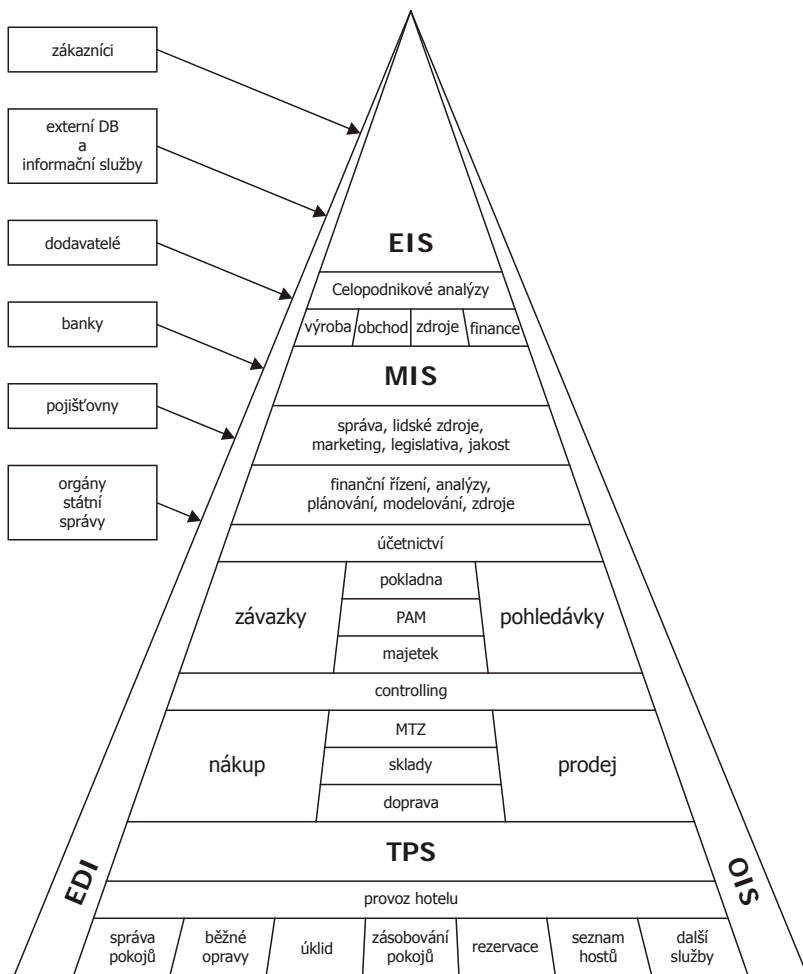 zákazníci
externí DB
a
informační služby
dodavatelé
banky
pojišťovny
orgány
státní
správy
EIS
Celopodnikové analýzy
výroba obchod zdroje finance
MIS
správa, lidské zdroje,
marketing, legislativa, jakost
finanční řízení, analýzy,
plánování, modelování, zdroje
účetnictví
závazky
pokladna
PAM
majetek
pohledávky
controlling
nákup
MTZ
sklady
doprava
prodej
TPS
EDI
OIS
provoz hotelu
správa
pokojů
běžné
opravy
úklid
zásobování
pokojů
rezervace
seznam
hostů
další
služby